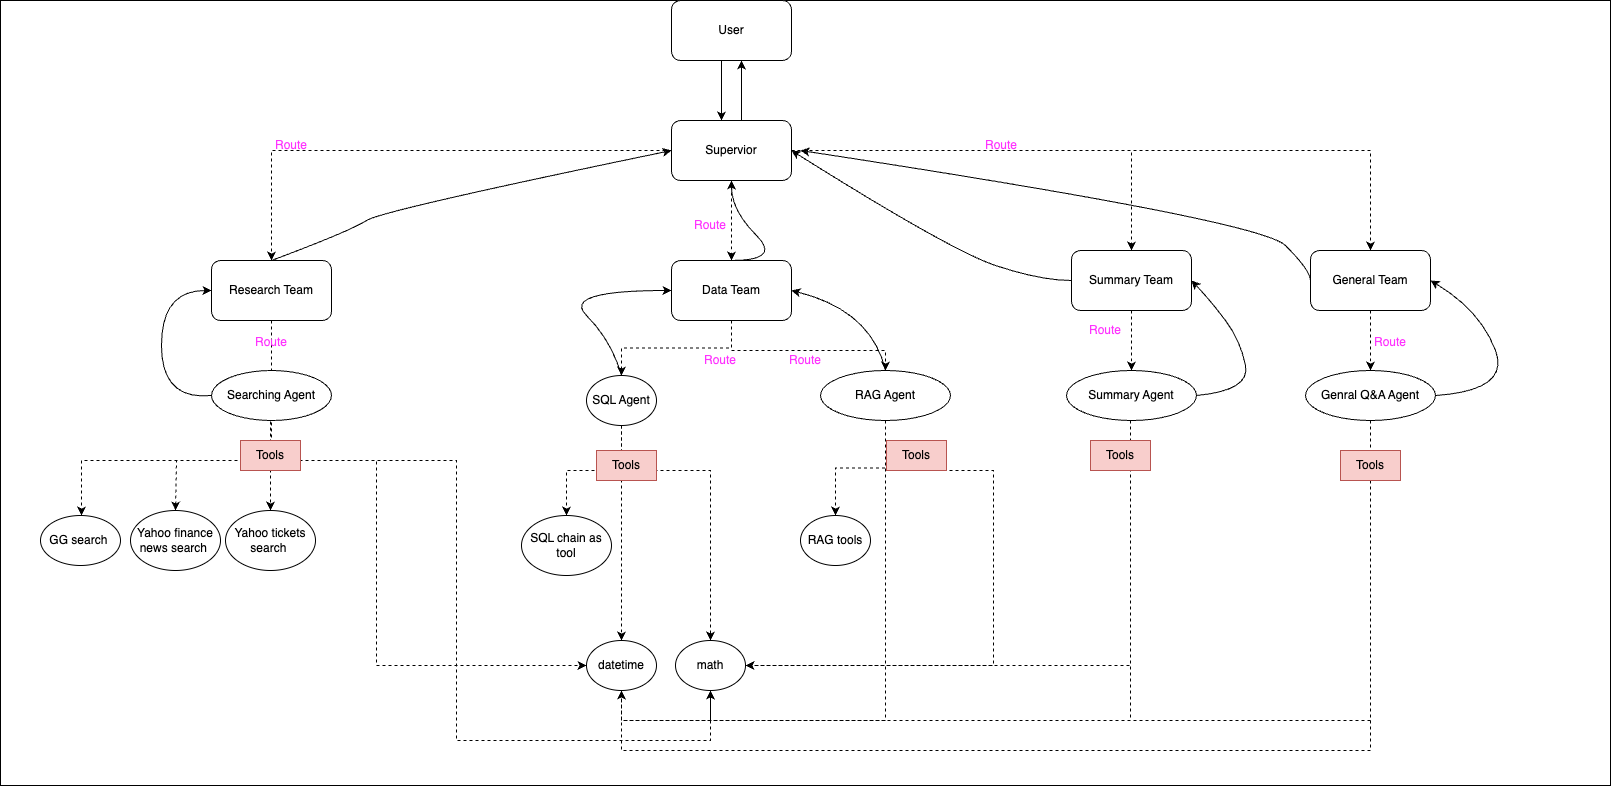 User
Route
Supervior
Route
Route
Research Team
Data Team
Summary Team
General Team
Route
Route
Route
Route
Route
Searching Agent
SQL Agent
RAG Agent
Summary Agent
Genral Q&A Agent
Tools
Tools
Tools
Tools
Tools
GG search
Yahoo finance
news search
Yahoo tickets
search
SQL chain as
tool
RAG tools
datetime
math